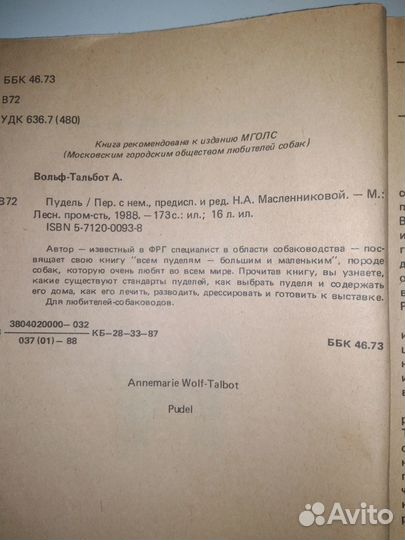 ББК 46.73
В72
УДК 636.7 (480)
Книга рекомендована к изданию МГОЛС
(Московским городским обществом любителей собак)
Вольф-Тальбот А.
В72 Пудель / Пер. с нем., предисл. и ред. Н.А. Масленниковой. — М.:
Лесн. пром-сть, 1988. — 173 с.: ил.; 16 л. ил.
ISBN 5-7120-0093-8
Автор — известный в ФРГ специалист в области собаководства — пос-
вящает свою книгу "всем пуделям — большим и маленьким", породе
собак, которую очень любят во всем мире. Прочитав книгу, вы узнаете,
какие существуют стандарты пуделей, как выбрать пуделя и содержать
его дома, как его лечить, разводить, дрессировать и готовить к выставке.
Для любителей-собаководов.
3804020000— 032
КБ—28—33—87
037 (01)— 88
ББК 46.73
Annemarie Wolf-Talbot
Pudel
Avito